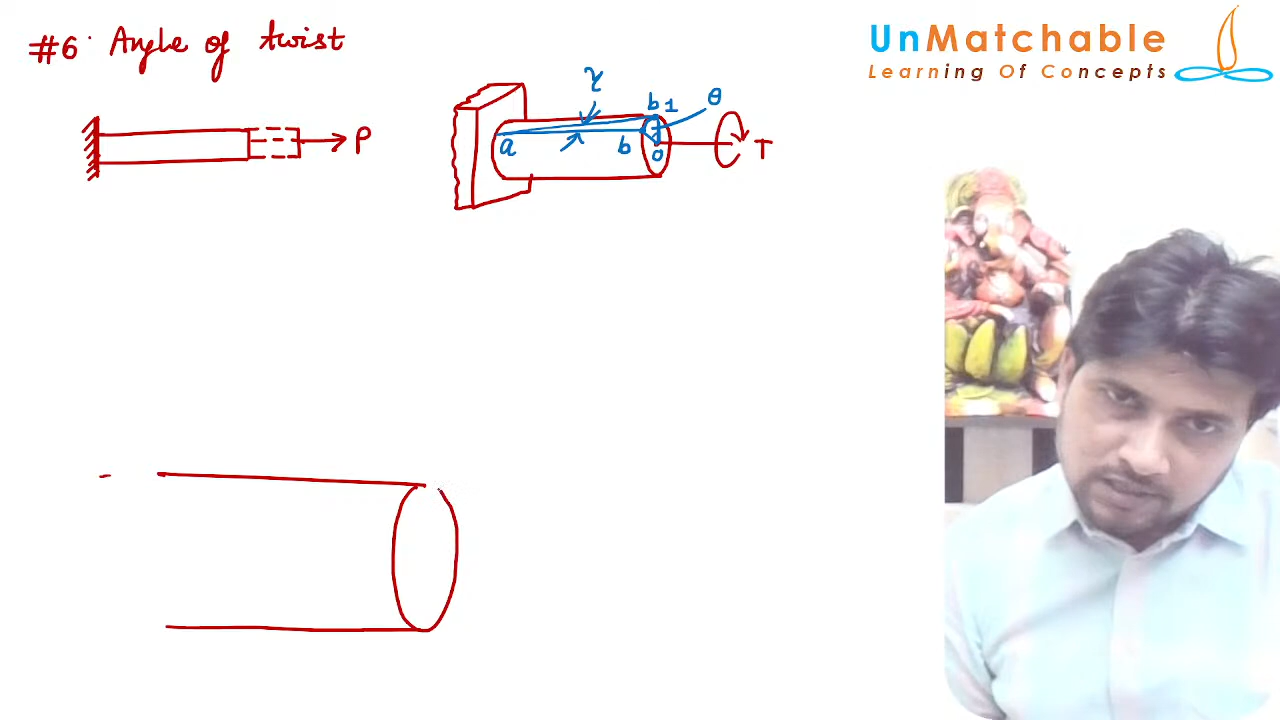 #6. Angle of twist
UnMatchable
Learning Of Concepts
P
γ
a
b
b1
θ
O
T